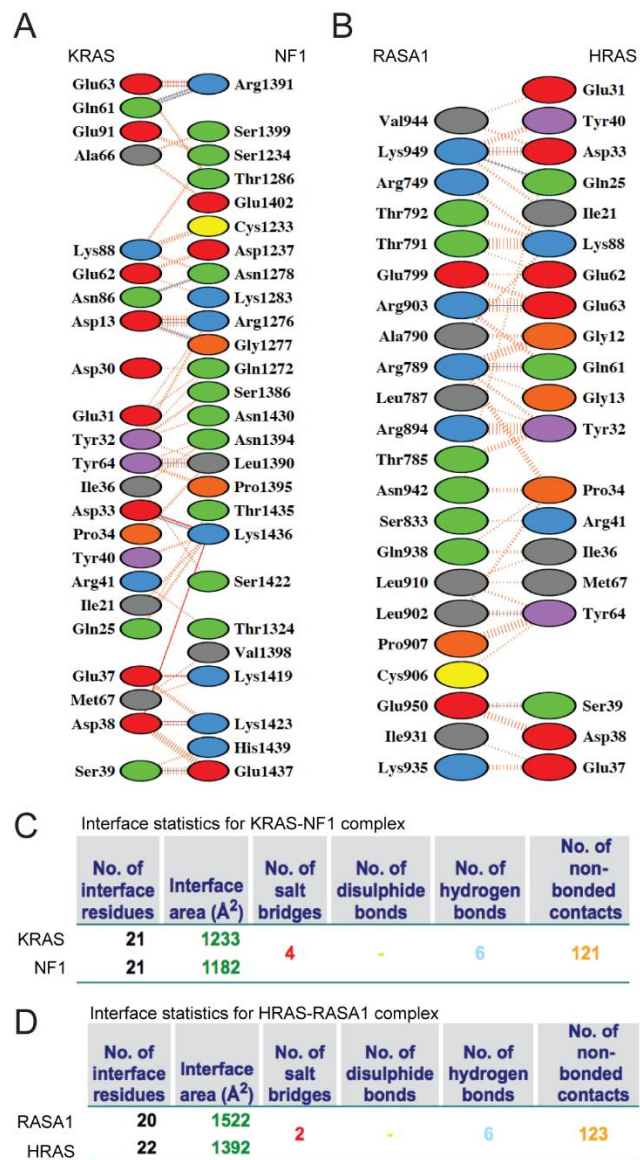 A
KRAS
NF1
Glu63
Gln61
Glu91
Ala66
Lys88
Glu62
Asn86
Asp13
Asp30
Glu31
Tyr32
Tyr64
Ile36
Asp33
Pro34
Tyr40
Arg41
Ile21
Gln25
Glu37
Met67
Asp38
Ser39
Arg1391
Ser1399
Ser1234
Thr1286
Glu1402
Cys1233
Asp1237
Asn1278
Lys1283
Arg1276
Gly1277
Gln1272
Ser1386
Asn1430
Asn1394
Leu1390
Pro1395
Thr1435
Lys1436
Ser1422
Thr1324
Val1398
Lys1419
Lys1423
His1439
Glu1437
B
RASA1
HRAS
Val944
Lys949
Arg749
Thr792
Thr791
Glu799
Arg903
Ala790
Arg789
Leu787
Arg894
Thr785
Asn942
Ser833
Gln938
Leu910
Leu902
Pro907
Cys906
Glu950
Ile931
Lys935
Glu31
Tyr40
Asp33
Gln25
Ile21
Lys88
Glu62
Glu63
Gly12
Gln61
Gly13
Tyr32
Pro34
Arg41
Ile36
Met67
Tyr64
Ser39
Asp38
Glu37
C
Interface statistics for KRAS-NF1 complex
No. of
interface
residues
Interface
area (Å2)
No. of
salt
bridges
No. of
disulphide
bonds
No. of
hydrogen
bonds
No. of
non-
bonded
contacts
KRAS 21 1233
4 - 6 121
NF1 21 1182
D
Interface statistics for HRAS-RASA1 complex
No. of
interface
residues
Interface
area (Å2)
No. of
salt
bridges
No. of
disulphide
bonds
No. of
hydrogen
bonds
No. of
non-
bonded
contacts
RASA1 20 1522
2 - 6 123
HRAS 22 1392